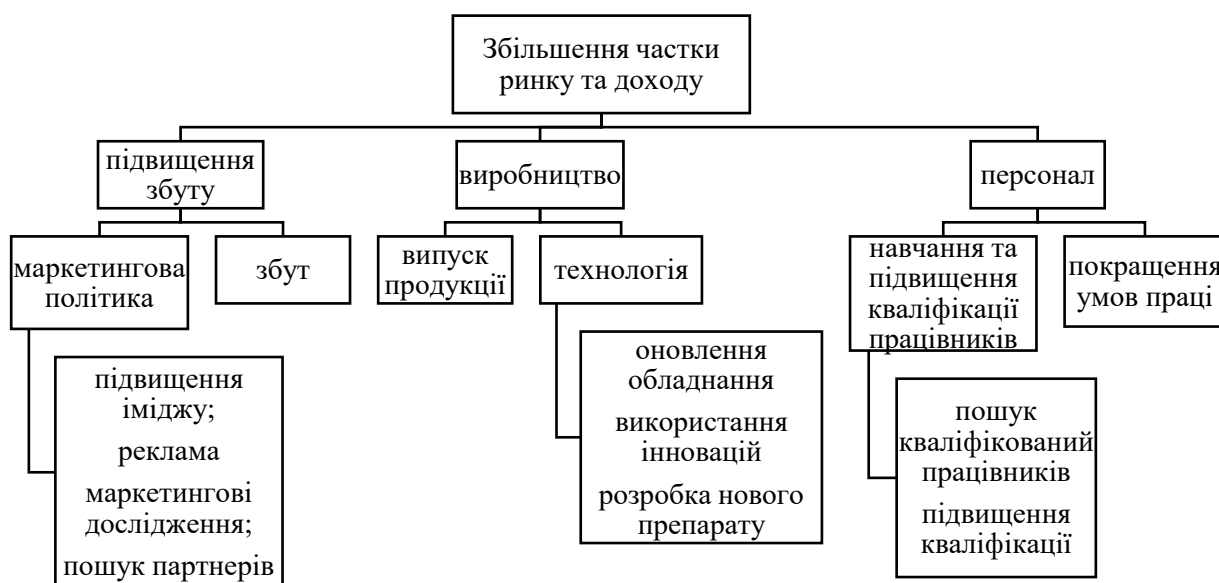 Збільшення частки
ринку та доходу
підвищення
збуту
виробництво
персонал
маркетингова
політика
збут
випуск
продукції
технологія
навчання та
підвищення
кваліфікації
працівників
покращення
умов праці
підвищення
іміджу;
реклама
маркетингові
дослідження;
пошук партнерів
оновлення
обладнання
використання
інновацій
розробка нового
препарату
пошук
кваліфікований
працівників
підвищення
кваліфікації